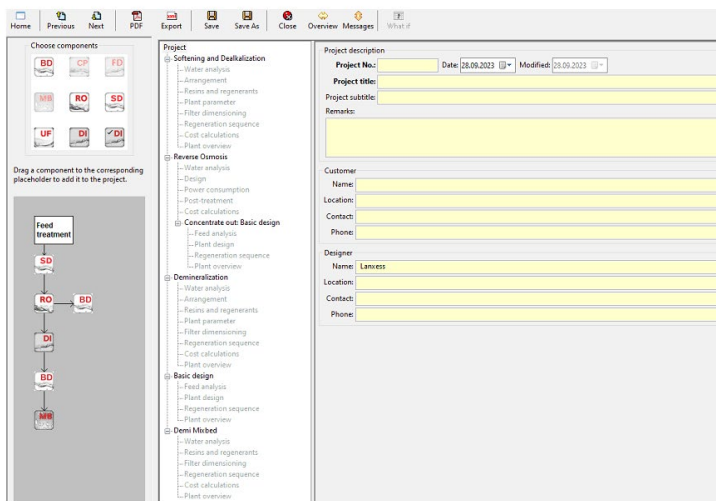 Home Previous Next PDF Export Save Save As Close Overview Messages What if
Choose components
BD CP FD
MB RO SD
UF DI DI
Drag a component to the corresponding
placeholder to add it to the project.
Feed
treatment
SD
RO BD
DI
BD
MB
Project
Softening and Dealkalization
Water analysis
Arrangement
Resins and regenerants
Plant parameter
Filter dimensioning
Regeneration sequence
Cost calculations
Plant overview
Reverse Osmosis
Water analysis
Design
Power consumption
Post-treatment
Cost calculations
Concentrate out: Basic design
Feed analysis
Plant design
Regeneration sequence
Plant overview
Demineralization
Water analysis
Arrangement
Resins and regenerants
Plant parameter
Filter dimensioning
Regeneration sequence
Cost calculations
Plant overview
Basic design
Feed analysis
Plant design
Regeneration sequence
Plant overview
Demi Mixbed
Water analysis
Resins and regenerants
Filter dimensioning
Regeneration sequence
Cost calculations
Plant overview
Project description
Project No.: Date: 28.09.2023 Modified: 28.09.2023
Project title:
Project subtitle:
Remarks:
Customer
Name:
Location:
Contact:
Phone:
Designer
Name: Lanxess
Location:
Contact:
Phone: